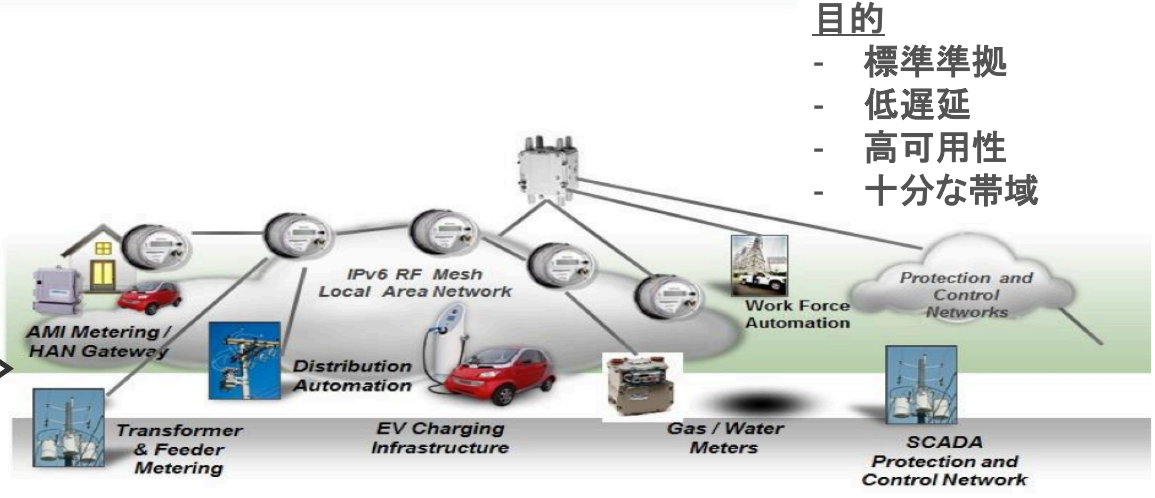 目的
- 標準準拠
- 低遅延
- 高可用性
- 十分な帯域
IPv6 RF Mesh
Local Area Network
Protection and
Control
Networks
Work Force
Automation
AMI Metering /
HAN Gateway
Distribution
Automation
Transformer
& Feeder
Metering
EV Charging
Infrastructure
Gas / Water
Meters
SCADA
Protection and
Control Network